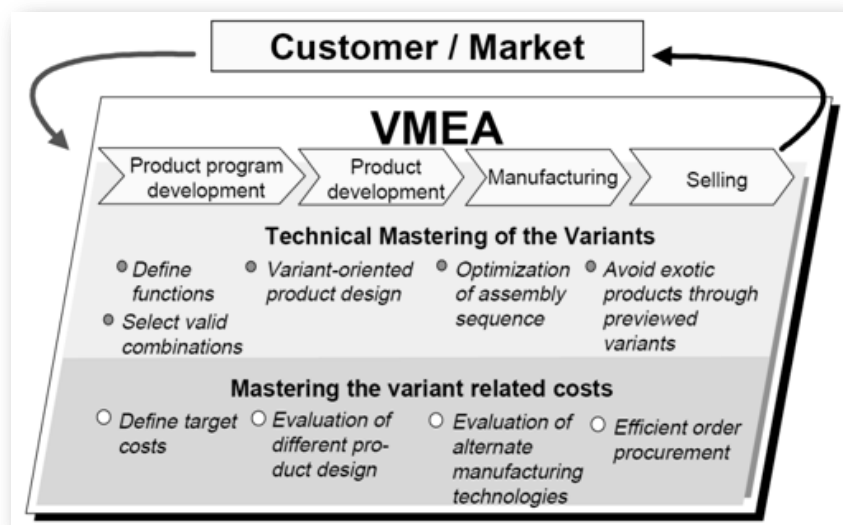 Customer / Market
VMEA
Product program
development
Product
development
Manufacturing
Selling
Technical Mastering of the Variants
Define
functions
Select valid
combinations
Variant-oriented
product design
Optimization
of assembly
sequence
Avoid exotic
products through
previewed
variants
Mastering the variant related costs
Define target
costs
Evaluation of
different pro-
duct design
Evaluation of
alternate
manufacturing
technologies
Efficient order
procurement